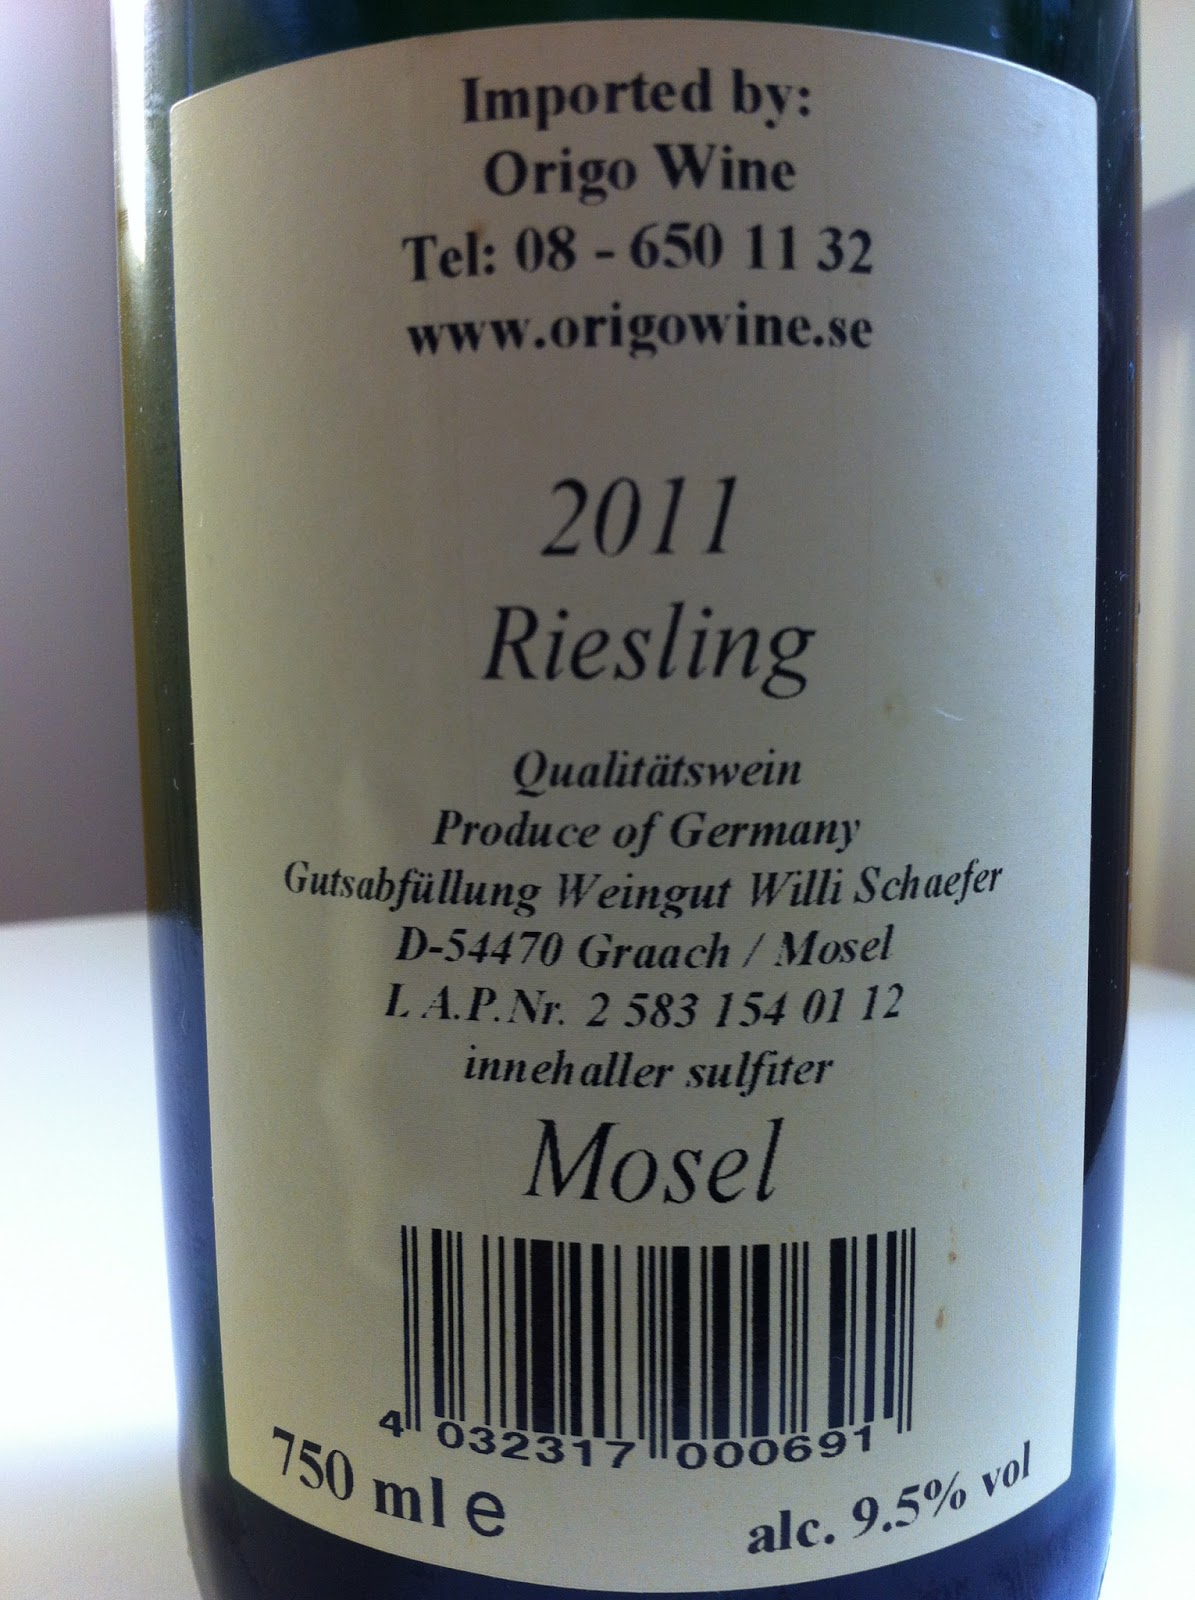 Imported by:
Origo Wine
Tel: 08 - 650 11 32
www.origowine.se
2011
Riesling
Qualitätswein
Produce of Germany
Gutsabfüllung Weingut Willi Schaefer
D-54470 Graach / Mosel
L A.P.Nr. 2 583 154 01 12
innehaller sulfiter
Mosel
4 032317 000691
750 ml e
alc. 9.5% vol